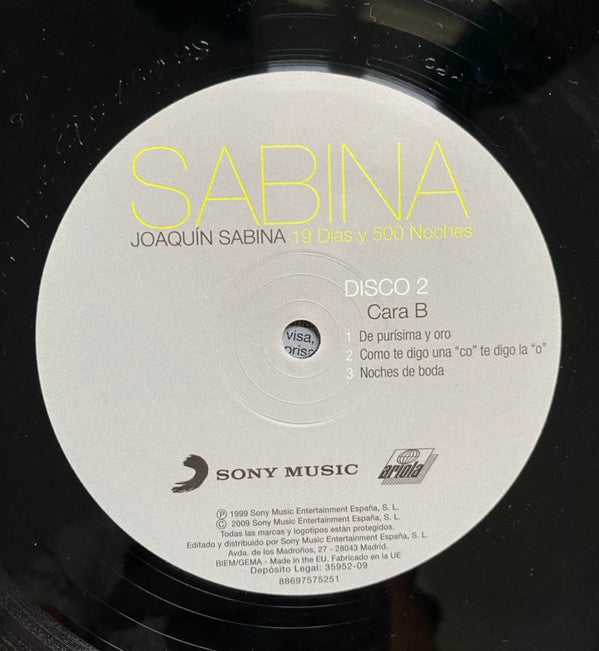 SABINA
JOAQUÍN SABINA 19 Días y 500 Noches
DISCO 2
Cara B
1 De purísima y oro
2 Como te digo una “co” te digo la “o”
3 Noches de boda
visa,
SONY MUSIC
ariola
℗ 1999 Sony Music Entertainment España, S. L.
© 2009 Sony Music Entertainment España, S. L.
Todas las marcas y logotipos están protegidos.
Editado y distribuido por Sony Music Entertainment España, S. L.
Avda. de los Madroños, 27 - 28043 Madrid.
BIEM/GEMA - Made in the EU. Fabricado en la UE
Depósito Legal: 35952-09
88697575251